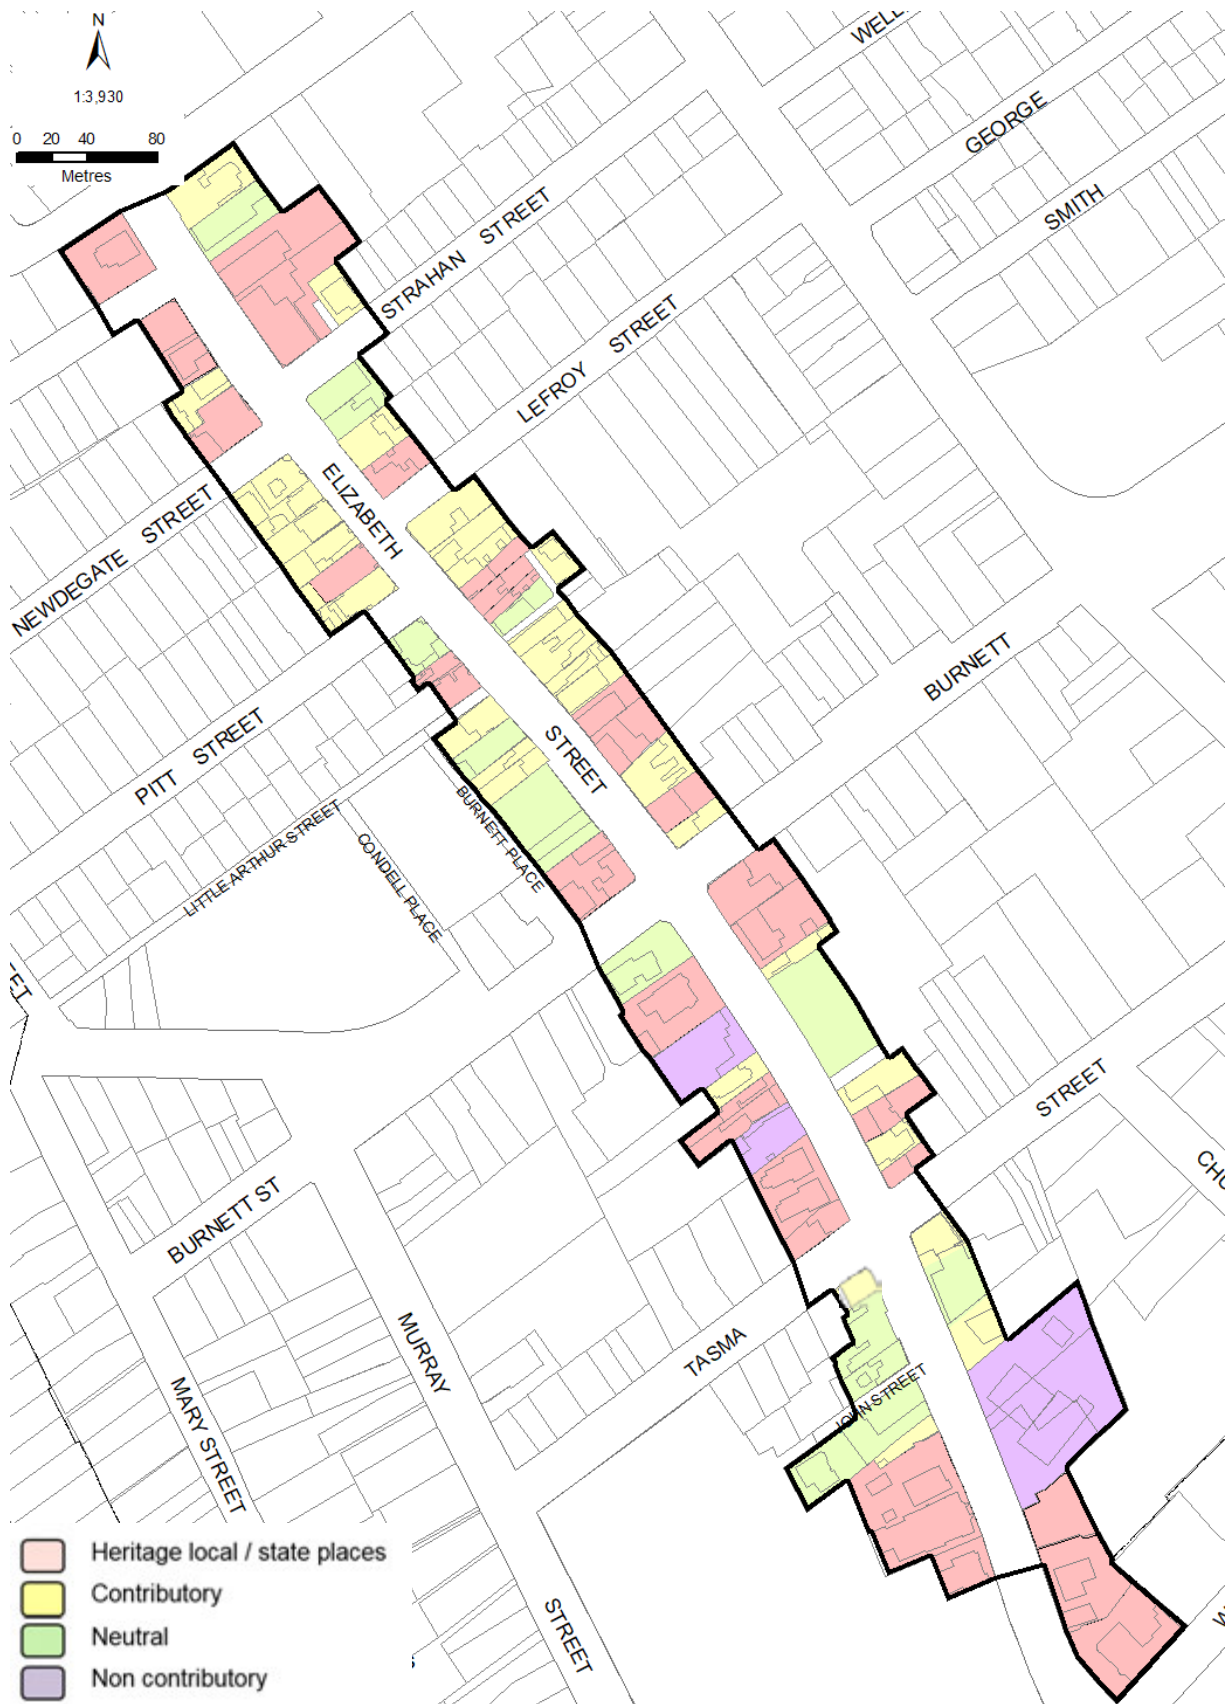 N
1:3,930
0 20 40 80
Metres
GEORGE
SMITH
STRAHAN STREET
LEFROY STREET
ELIZABETH
STREET
NEWDEGATE STREET
BURNETT
STREET
PITT STREET
LITTLE ARTHUR STREET
CONDELL PLACE
BURNETT PLACE
BURNETT ST
MURRAY
STREET
MARY STREET
TASMA
JOHN STREET
Heritage local / state places
Contributory
Neutral
Non contributory